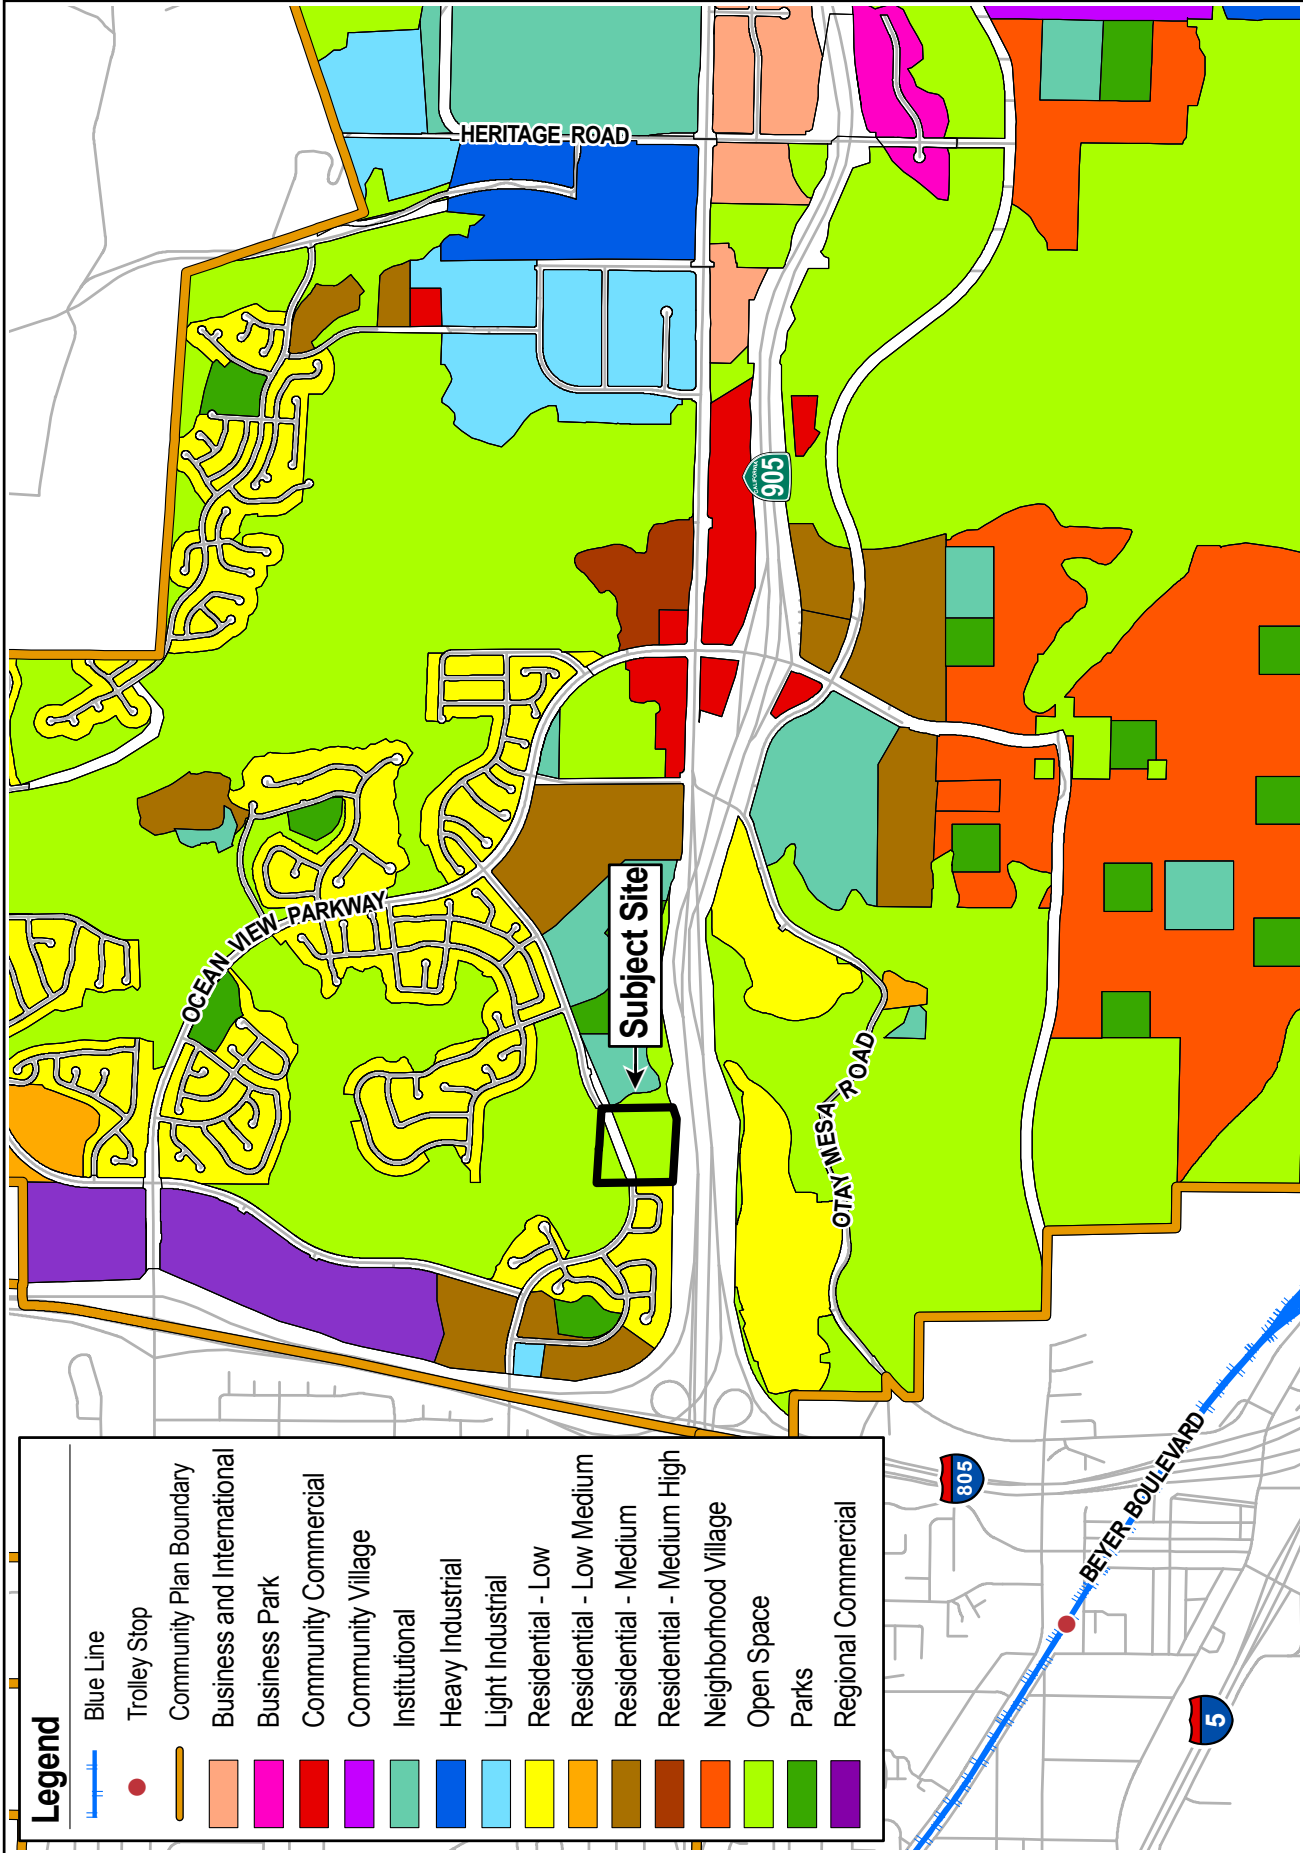 Legend
Blue Line
Trolley Stop
Community Plan Boundary
Business and International
Business Park
Community Commercial
Community Village
Institutional
Heavy Industrial
Light Industrial
Residential - Low
Residential - Low Medium
Residential - Medium
Residential - Medium High
Neighborhood Village
Open Space
Parks
Regional Commercial
OCEAN VIEW PARKWAY
HERITAGE ROAD
Subject Site
CALIFORNIA
905
OTAY MESA ROAD
805
BEYER BOULEVARD
5